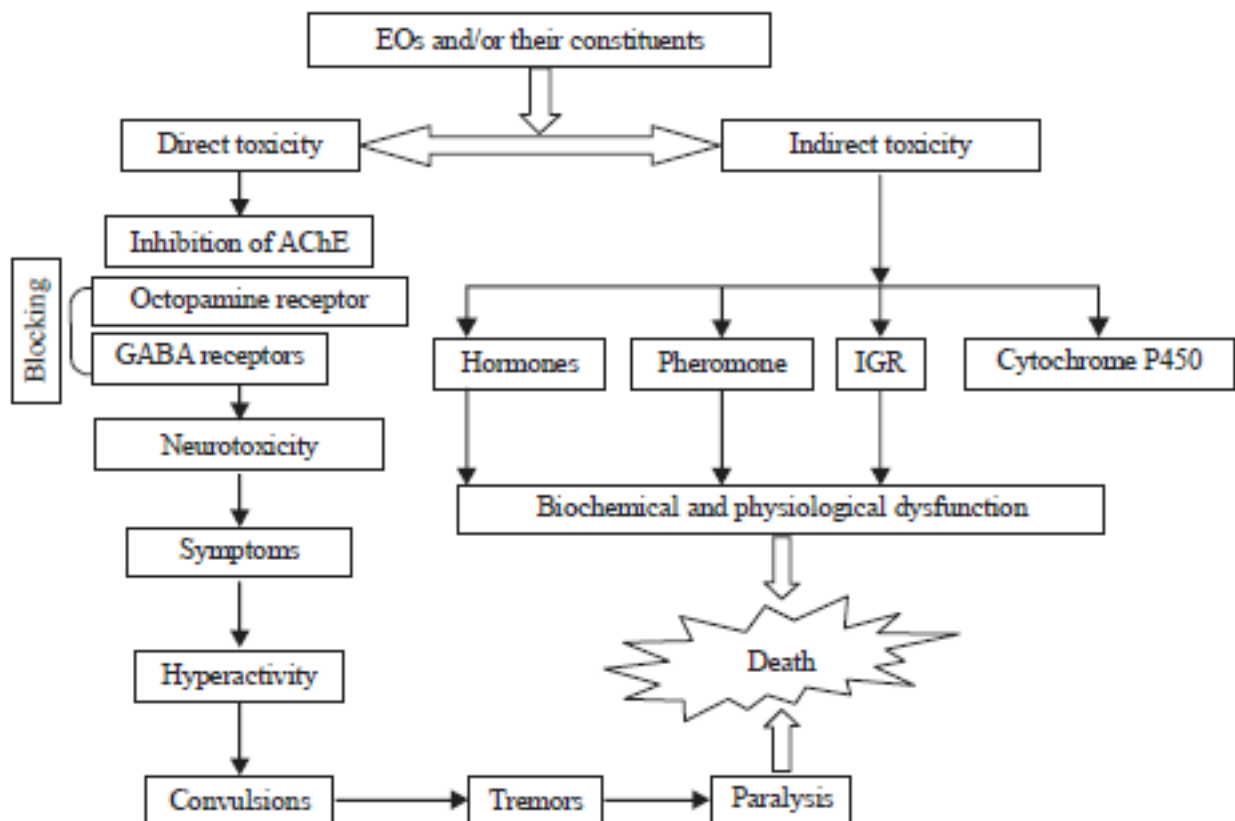 EOs and/or their constituents
Direct toxicity
Indirect toxicity
Inhibition of AChE
Blocking
Octopamine receptor
GABA receptors
Hormones
Pheromone
IGR
Cytochrome P450
Neurotoxicity
Biochemical and physiological dysfunction
Symptoms
Hyperactivity
Death
Convulsions
Tremors
Paralysis